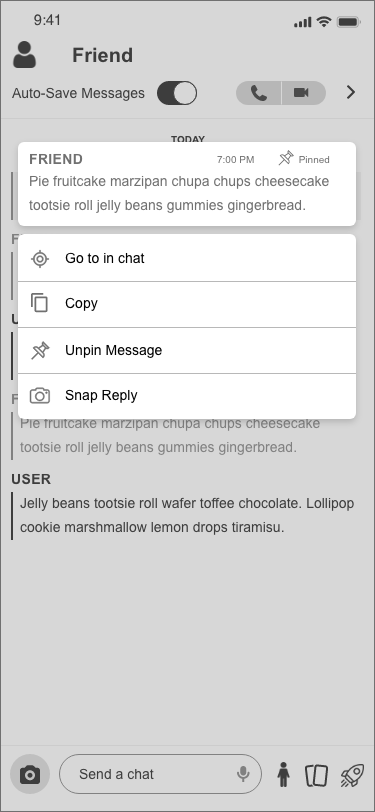 9:41
Friend
Auto-Save Messages
TODAY
FRIEND 7:00 PM Pinned
Pie fruitcake marzipan chupa chups cheesecake
tootsie roll jelly beans gummies gingerbread.
F
Go to in chat
Copy
U
Unpin Message
Snap Reply
F
Pie fruitcake marzipan chupa chups cheesecake
tootsie roll jelly beans gummies gingerbread.
USER
Jelly beans tootsie roll wafer toffee chocolate. Lollipop
cookie marshmallow lemon drops tiramisu.
Send a chat